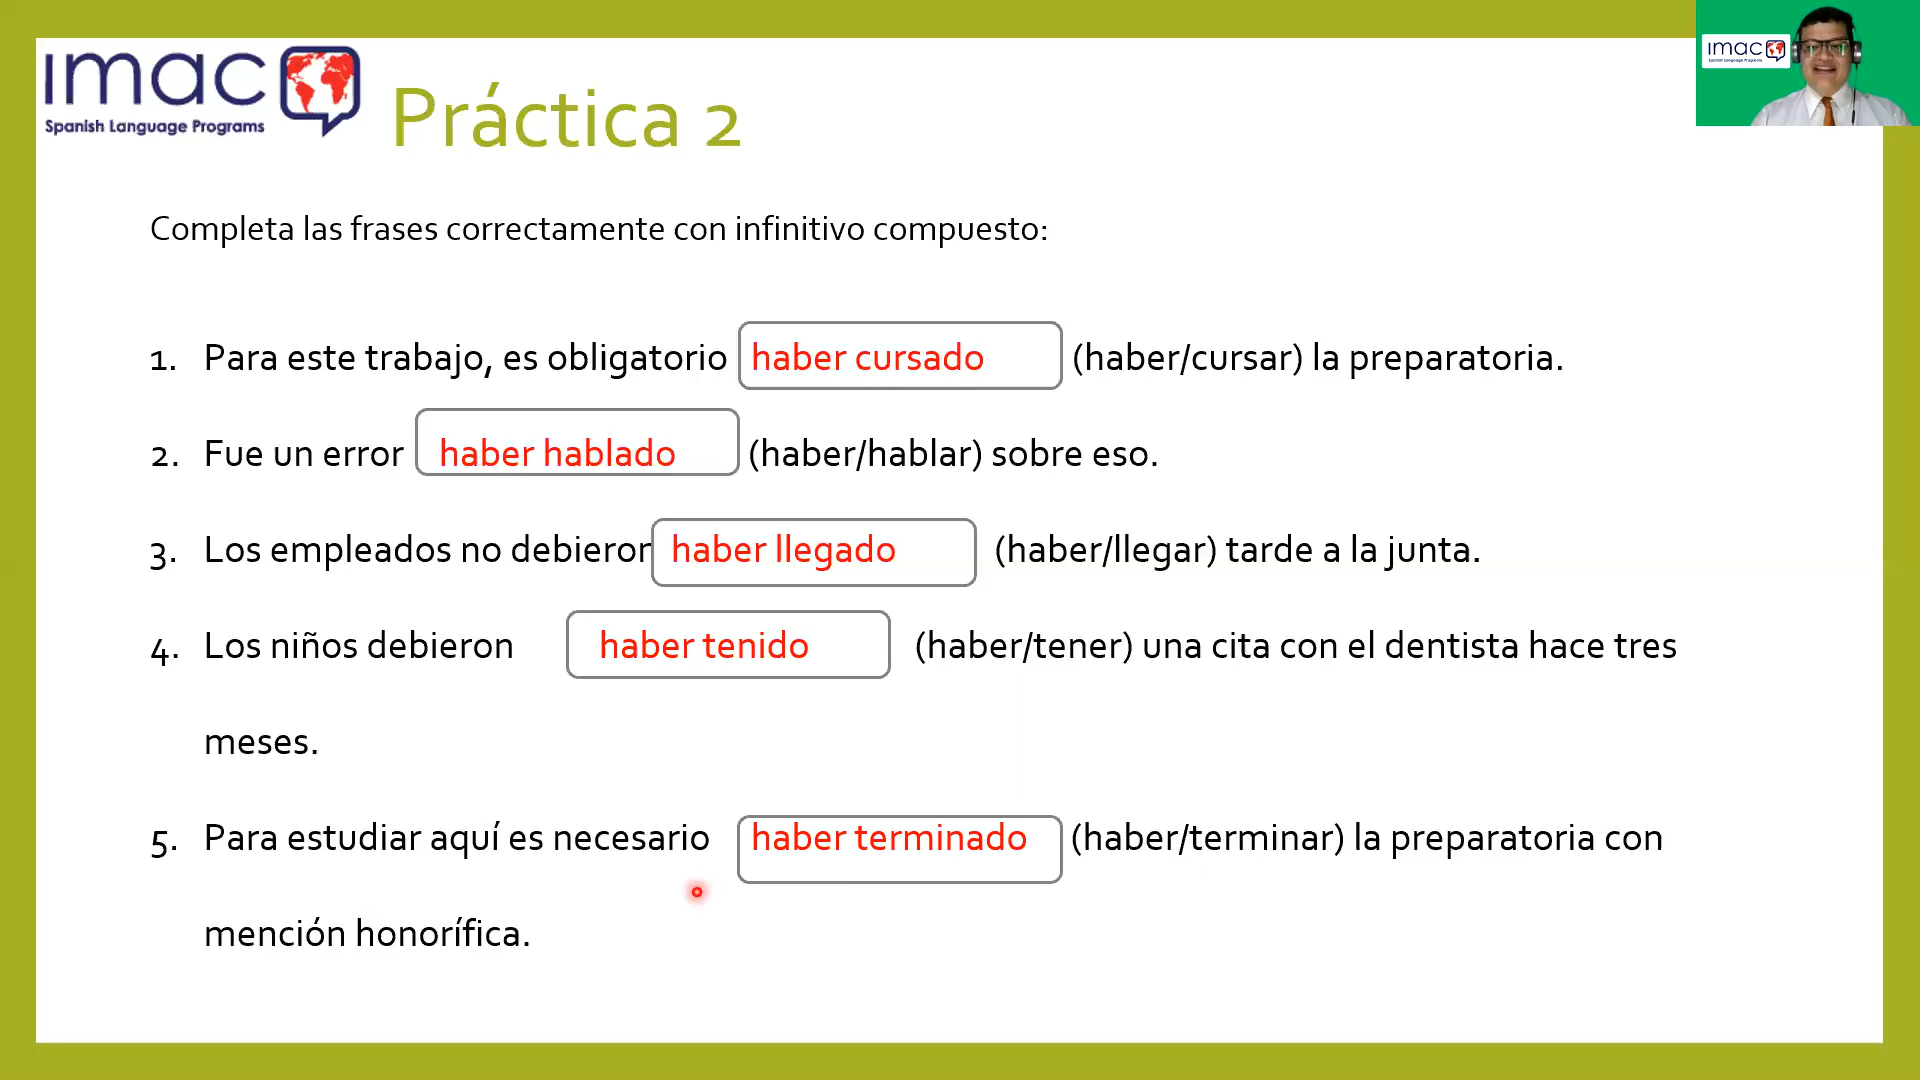 imac
Spanish Language Programs
Práctica 2
imac
Spanish Language Programs
Completa las frases correctamente con infinitivo compuesto:
1. Para este trabajo, es obligatorio haber cursado (haber/cursar) la preparatoria.
2. Fue un error haber hablado (haber/hablar) sobre eso.
3. Los empleados no debieron haber llegado (haber/llegar) tarde a la junta.
4. Los niños debieron haber tenido (haber/tener) una cita con el dentista hace tres
meses.
5. Para estudiar aquí es necesario haber terminado (haber/terminar) la preparatoria con
mención honorífica.